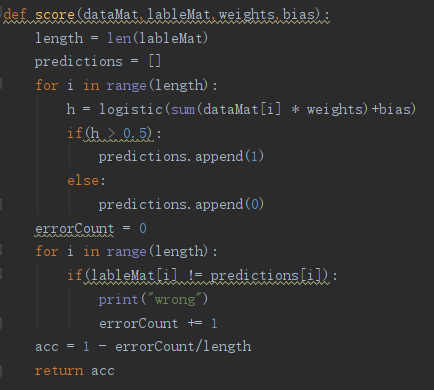 def score(dataMat,lableMat,weights,bias):
    length = len(lableMat)
    predictions = []
    for i in range(length):
        h = logistic(sum(dataMat[i] * weights)+bias)
        if(h > 0.5):
            predictions.append(1)
        else:
            predictions.append(0)
    errorCount = 0
    for i in range(length):
        if(lableMat[i] != predictions[i]):
            print("wrong")
            errorCount += 1
    acc = 1 - errorCount/length
    return acc